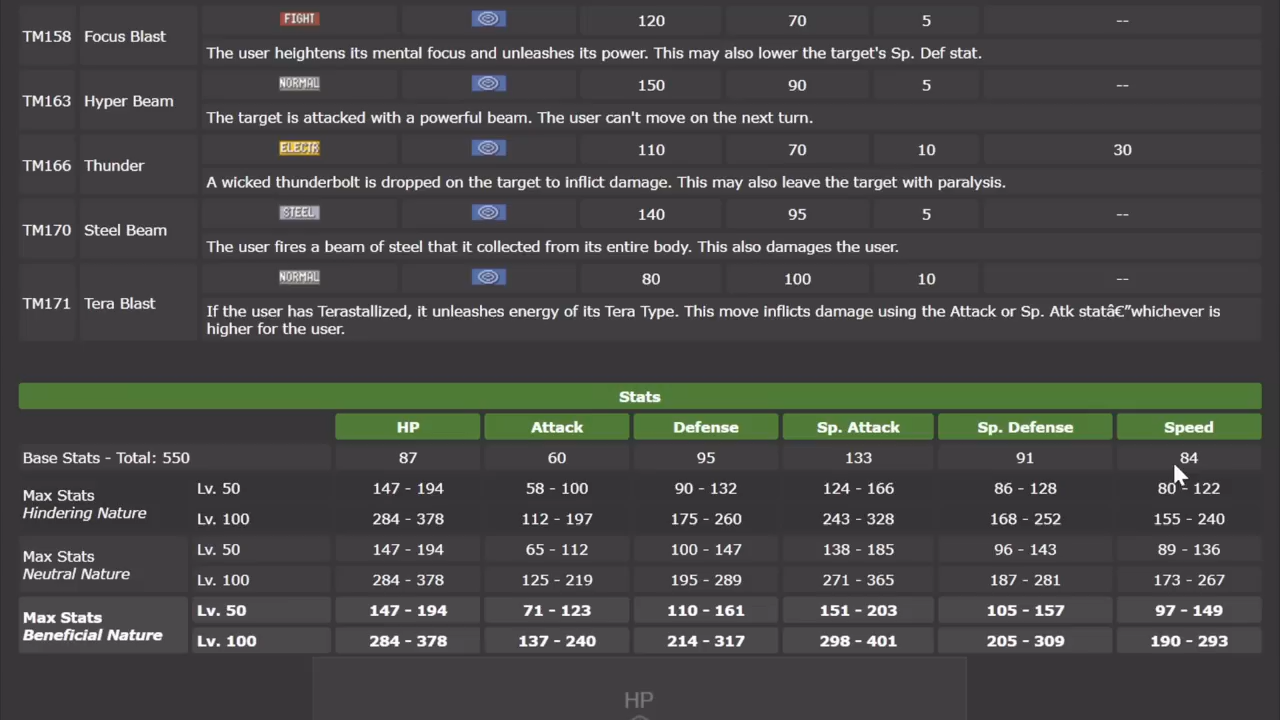 TM158 Focus Blast FIGHT 120 70 5 --
The user heightens its mental focus and unleashes its power. This may also lower the target's Sp. Def stat.
TM163 Hyper Beam NORMAL 150 90 5 --
The target is attacked with a powerful beam. The user can't move on the next turn.
TM166 Thunder ELECTR 110 70 10 30
A wicked thunderbolt is dropped on the target to inflict damage. This may also leave the target with paralysis.
TM170 Steel Beam STEEL 140 95 5 --
The user fires a beam of steel that it collected from its entire body. This also damages the user.
TM171 Tera Blast NORMAL 80 100 10 --
If the user has Terastallized, it unleashes energy of its Tera Type. This move inflicts damage using the Attack or Sp. Atk statâ€”whichever is
higher for the user.
Stats
HP Attack Defense Sp. Attack Sp. Defense Speed
Base Stats - Total: 550 87 60 95 133 91 84
Max Stats
Hindering Nature
Lv. 50 147 - 194 58 - 100 90 - 132 124 - 166 86 - 128 80 - 122
Lv. 100 284 - 378 112 - 197 175 - 260 243 - 328 168 - 252 155 - 240
Max Stats
Neutral Nature
Lv. 50 147 - 194 65 - 112 100 - 147 138 - 185 96 - 143 89 - 136
Lv. 100 284 - 378 125 - 219 195 - 289 271 - 365 187 - 281 173 - 267
Max Stats
Beneficial Nature
Lv. 50 147 - 194 71 - 123 110 - 161 151 - 203 105 - 157 97 - 149
Lv. 100 284 - 378 137 - 240 214 - 317 298 - 401 205 - 309 190 - 293
HP